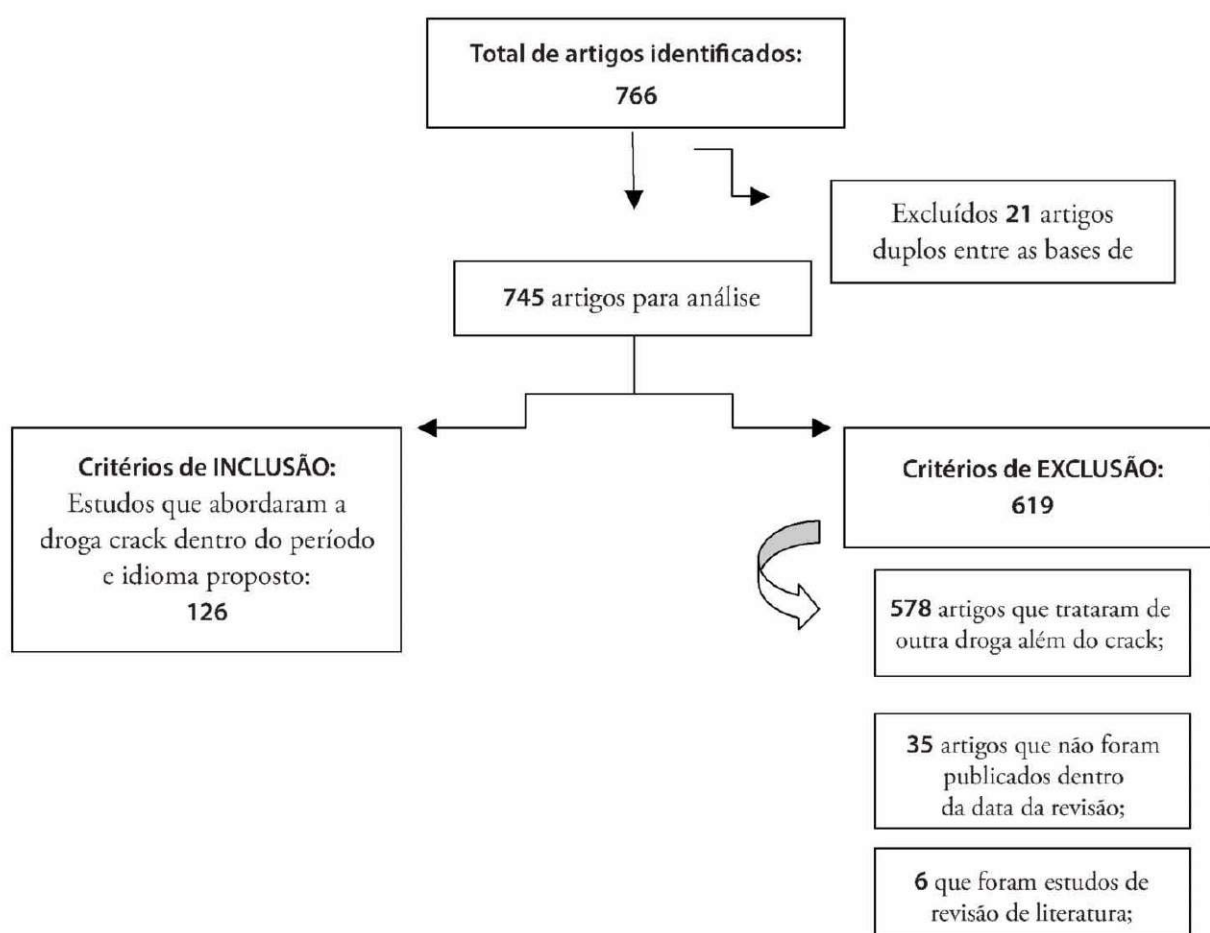 Total de artigos identificados:
766
Excluídos 21 artigos
duplos entre as bases de
745 artigos para análise
Critérios de INCLUSÃO:
Estudos que abordaram a
droga crack dentro do período
e idioma proposto:
126
Critérios de EXCLUSÃO:
619
578 artigos que trataram de
outra droga além do crack;
35 artigos que não foram
publicados dentro
da data da revisão;
6 que foram estudos de
revisão de literatura;